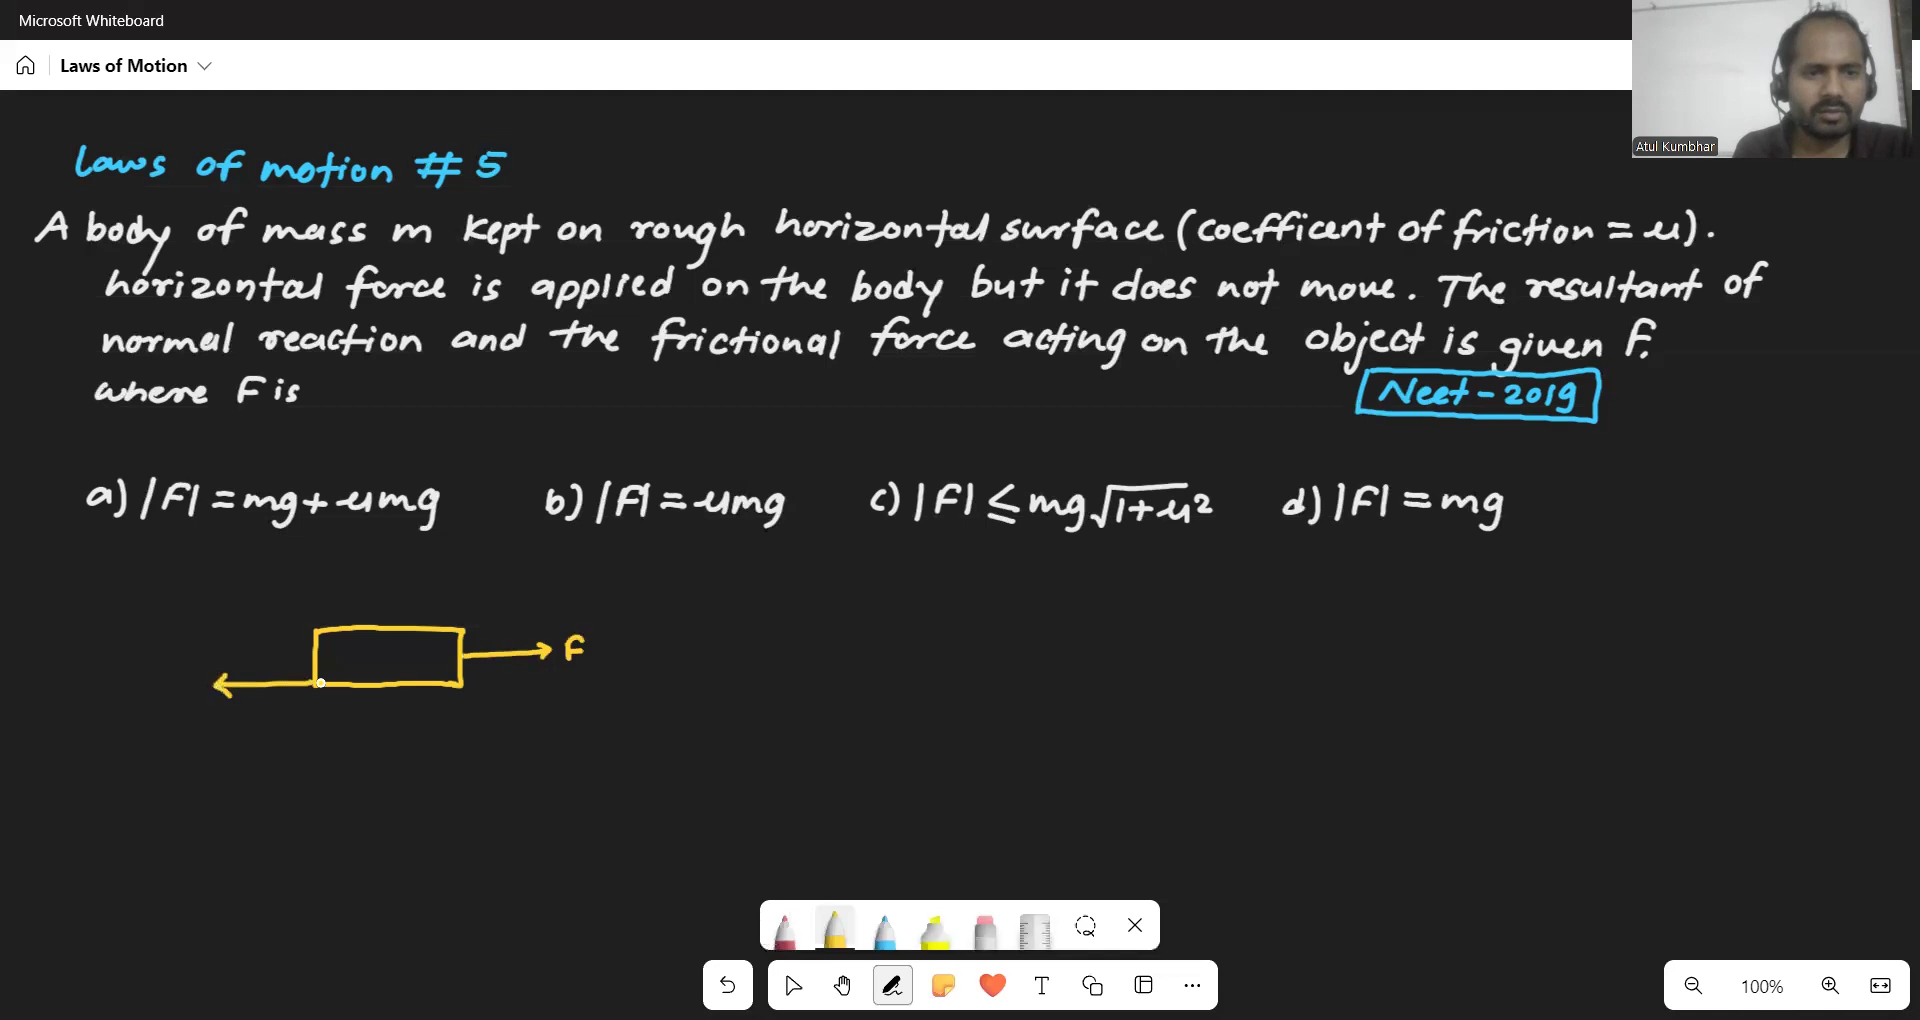 Microsoft Whiteboard
Laws of Motion
Atul Kumbhar
Laws of motion # 5
A body of mass m kept on rough horizontal surface (coefficent of friction = μ).
horizontal force is applied on the body but it does not move. The resultant of
normal reaction and the frictional force acting on the object is given F.
where F is
Neet - 2019
a) |F| = mg + μmg b) |F| = μmg c) |F| ≤ mg√1+μ² d) |F| = mg
F
100%